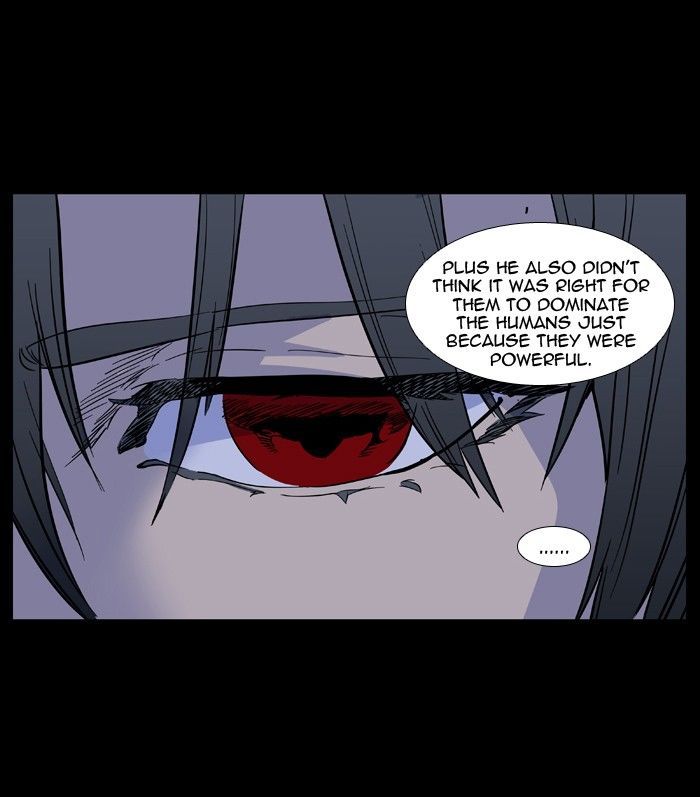 PLUS HE ALSO DIDN'T
THINK IT WAS RIGHT FOR
THEM TO DOMINATE
THE HUMANS JUST
BECAUSE THEY WERE
POWERFUL.
......